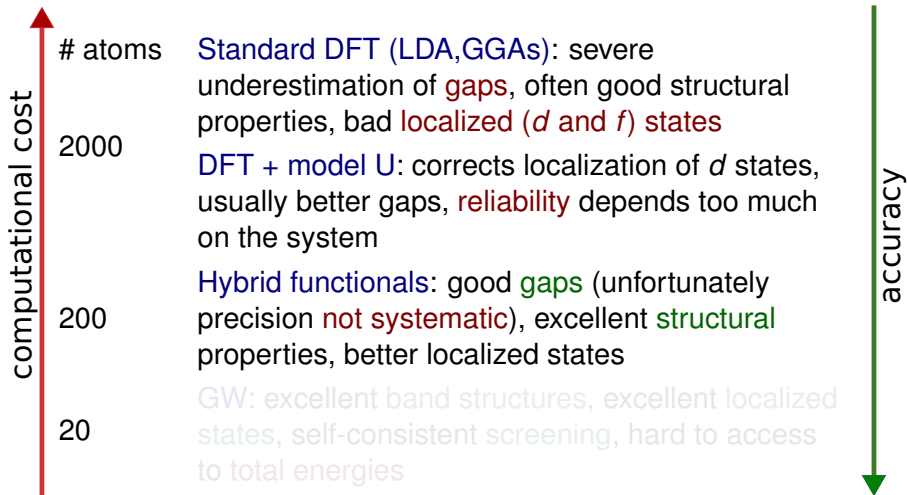 computational cost
# atoms
Standard DFT (LDA,GGAs): severe
underestimation of gaps, often good structural
properties, bad localized (d and f) states
2000
DFT + model U: corrects localization of d states,
usually better gaps, reliability depends too much
on the system
Hybrid functionals: good gaps (unfortunately
200
precision not systematic), excellent structural
properties, better localized states
GW: excellent band structures, excellent localized
20
states, self-consistent screening, hard to access
to total energies
accuracy